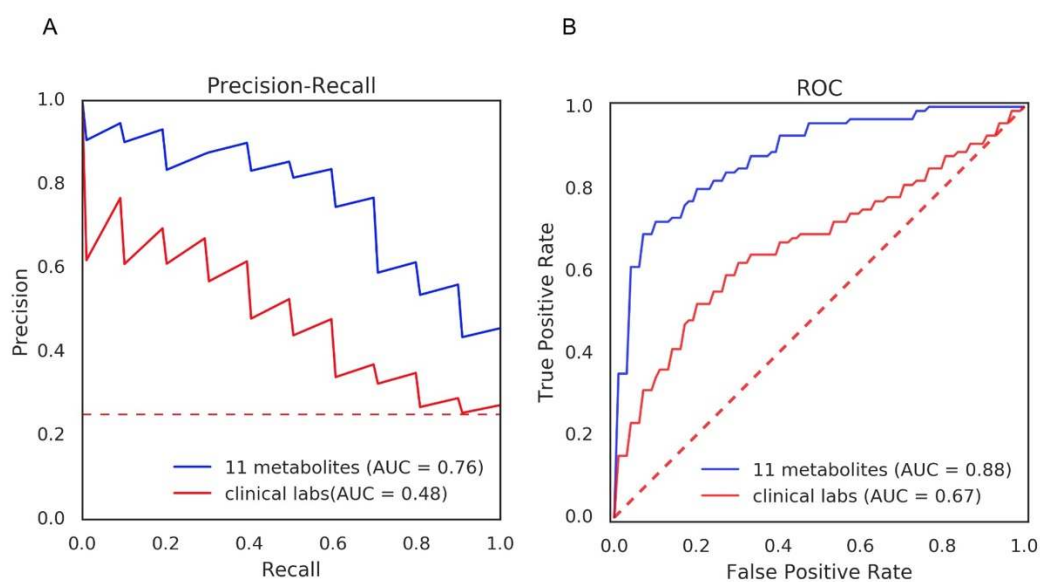 A
B
Precision-Recall
1.0
0.8
0.6
0.4
0.2
0.0
Precision
11 metabolites (AUC = 0.76)
clinical labs(AUC = 0.48)
0.0 0.2 0.4 0.6 0.8 1.0
Recall
ROC
1.0
0.8
0.6
0.4
0.2
0.0
True Positive Rate
11 metabolites (AUC = 0.88)
clinical labs (AUC = 0.67)
0.0 0.2 0.4 0.6 0.8 1.0
False Positive Rate